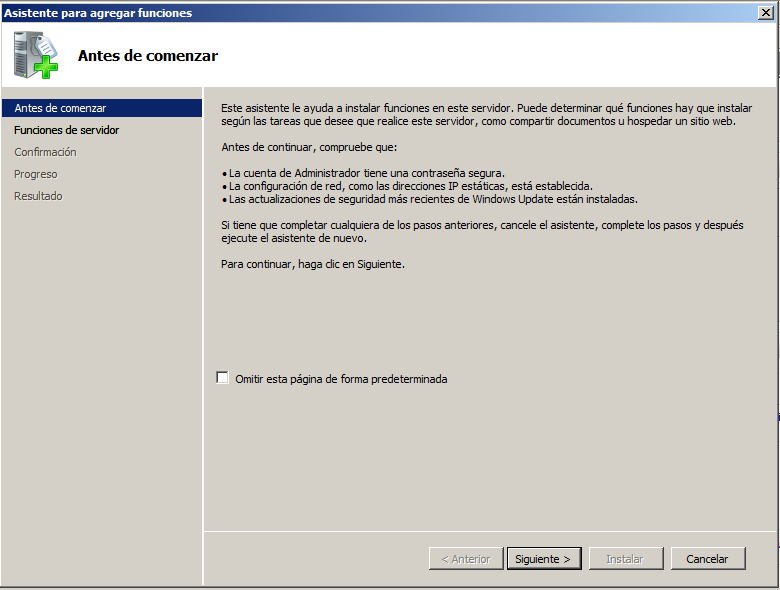 Asistente para agregar funciones
Antes de comenzar
Antes de comenzar
Funciones de servidor
Confirmación
Progreso
Resultado
Este asistente le ayuda a instalar funciones en este servidor. Puede determinar qué funciones hay que instalar
según las tareas que desee que realice este servidor, como compartir documentos u hospedar un sitio web.
Antes de continuar, compruebe que:
• La cuenta de Administrador tiene una contraseña segura.
• La configuración de red, como las direcciones IP estáticas, está establecida.
• Las actualizaciones de seguridad más recientes de Windows Update están instaladas.
Si tiene que completar cualquiera de los pasos anteriores, cancele el asistente, complete los pasos y después
ejecute el asistente de nuevo.
Para continuar, haga clic en Siguiente.
Omitir esta página de forma predeterminada
< Anterior
Siguiente >
Instalar
Cancelar